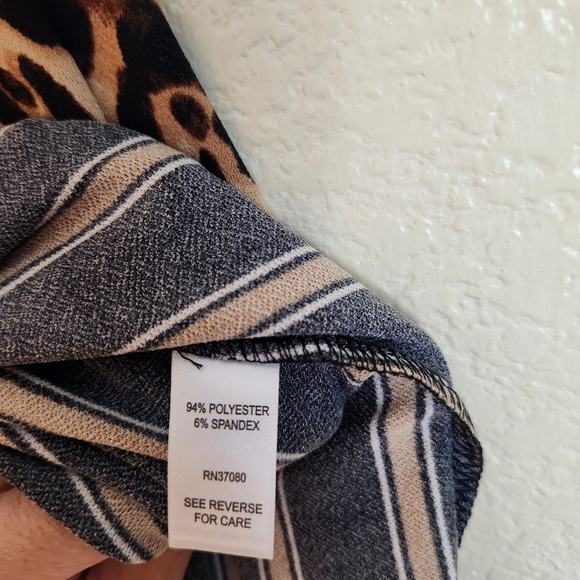 94% POLYESTER
6% SPANDEX
RN37080
SEE REVERSE
FOR CARE